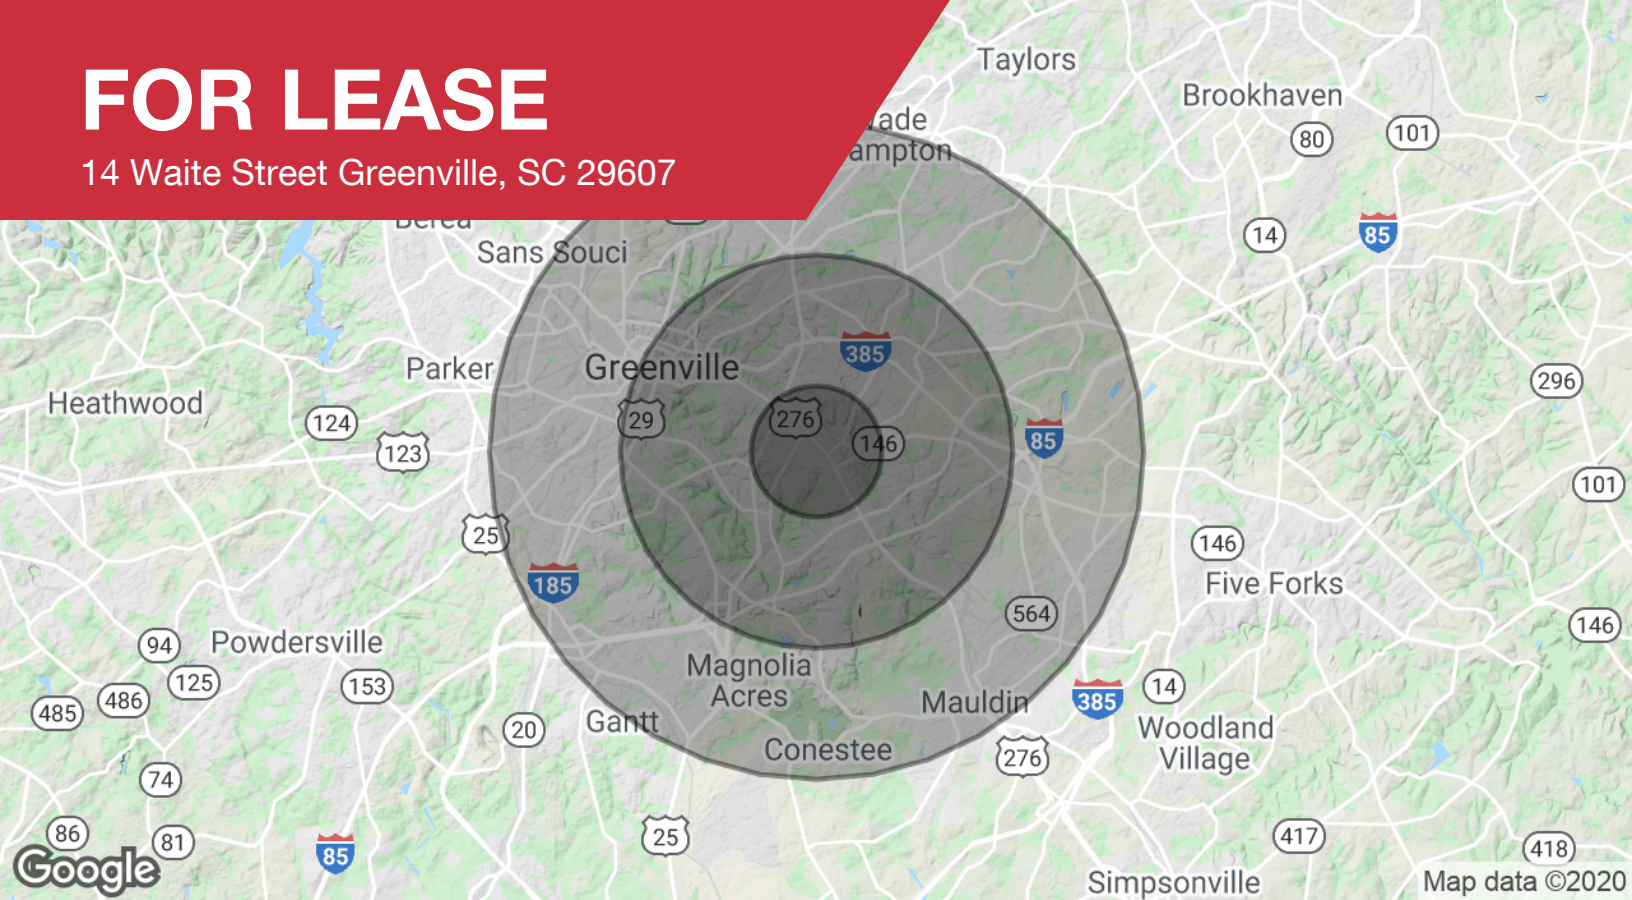 FOR LEASE
14 Waite Street Greenville, SC 29607
Taylors
Brookhaven
80
101
ade
ampton
14
85
Berea
Sans Souci
385
Greenville
Parker
296
Heathwood
124
29
276
146
85
123
101
25
146
185
Five Forks
564
146
94
Powdersville
Magnolia
Acres
125
153
385
14
486
485
Mauldin
Gantt
20
Woodland
Village
Conestee
276
74
86
81
25
417
85
418
Google
Simpsonville
Map data ©2020